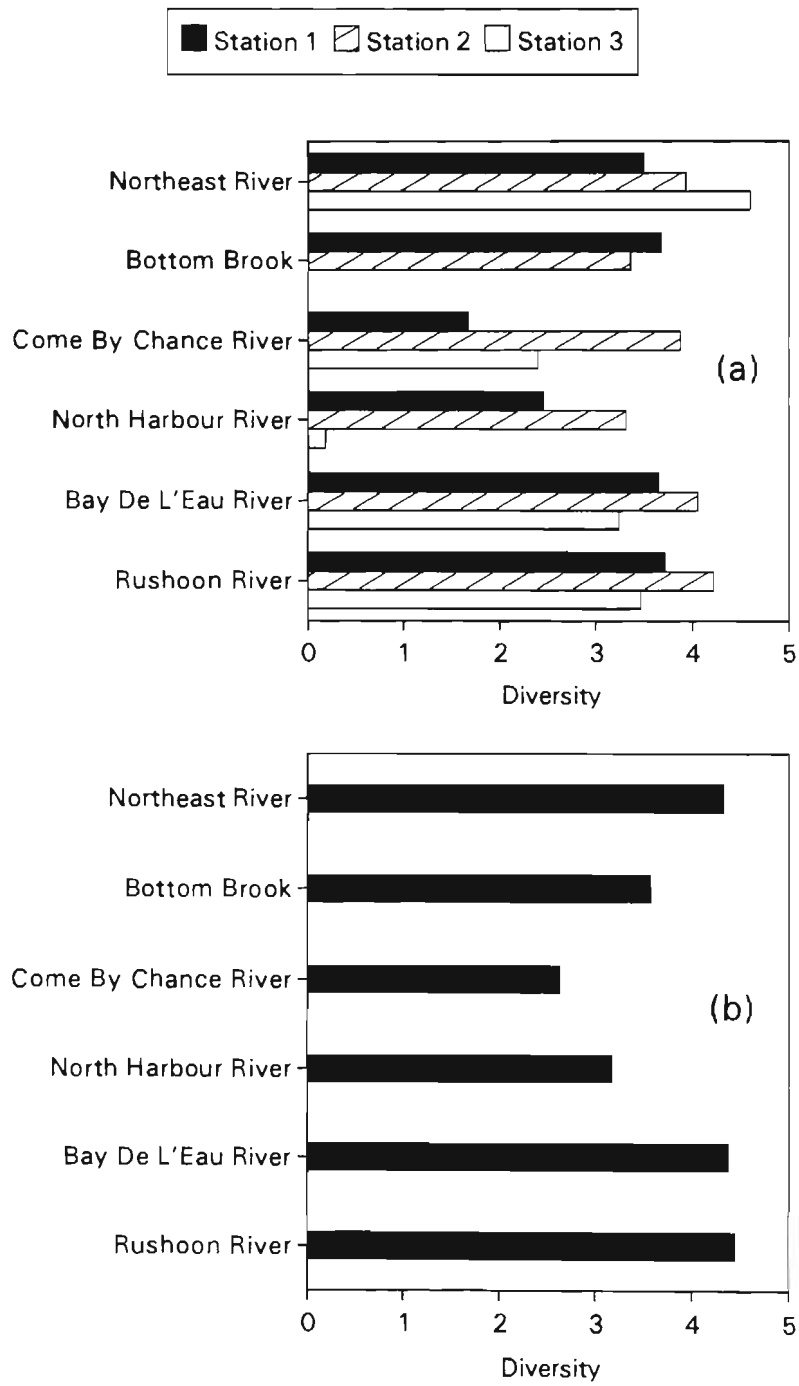 Station 1 Station 2 Station 3
Northeast River
Bottom Brook
Come By Chance River
North Harbour River
Bay De L'Eau River
Rushoon River
(a)
0 1 2 3 4 5
Diversity
Northeast River
Bottom Brook
Come By Chance River
North Harbour River
Bay De L'Eau River
Rushoon River
(b)
0 1 2 3 4 5
Diversity